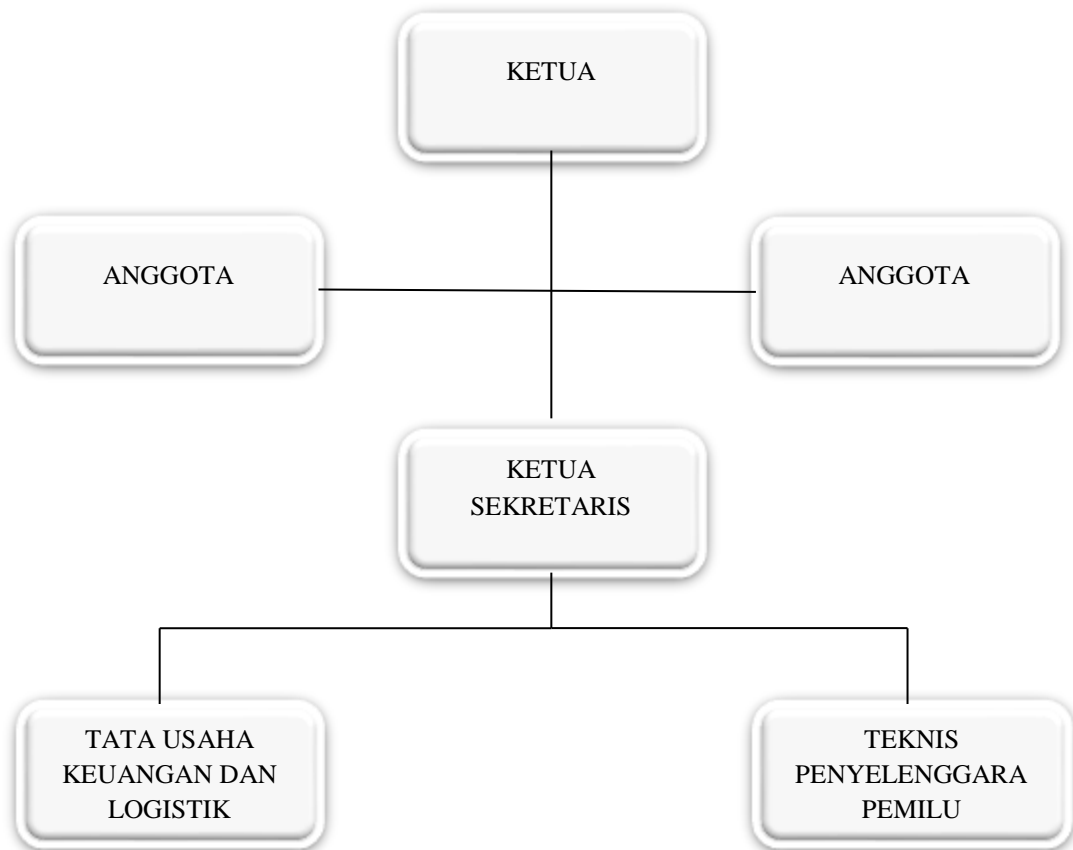 KETUA
ANGGOTA
ANGGOTA
KETUA
SEKRETARIS
TATA USAHA
KEUANGAN DAN
LOGISTIK
TEKNIS
PENYELENGGARA
PEMILU